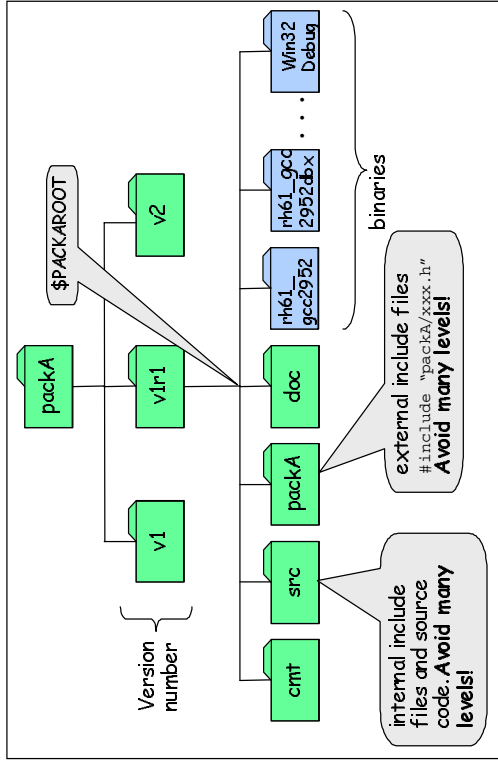 packA
$PACKAROOT
Version
number
v1
v1r1
v2
cmt
src
packA
doc
rh61_
gcc2952
rh61_gcc
2952dbx
. . . .
Win32
Debug
binaries
internal include
files and source
code. Avoid many
levels!
external include files
#include “packA/xxx.h”
Avoid many levels!